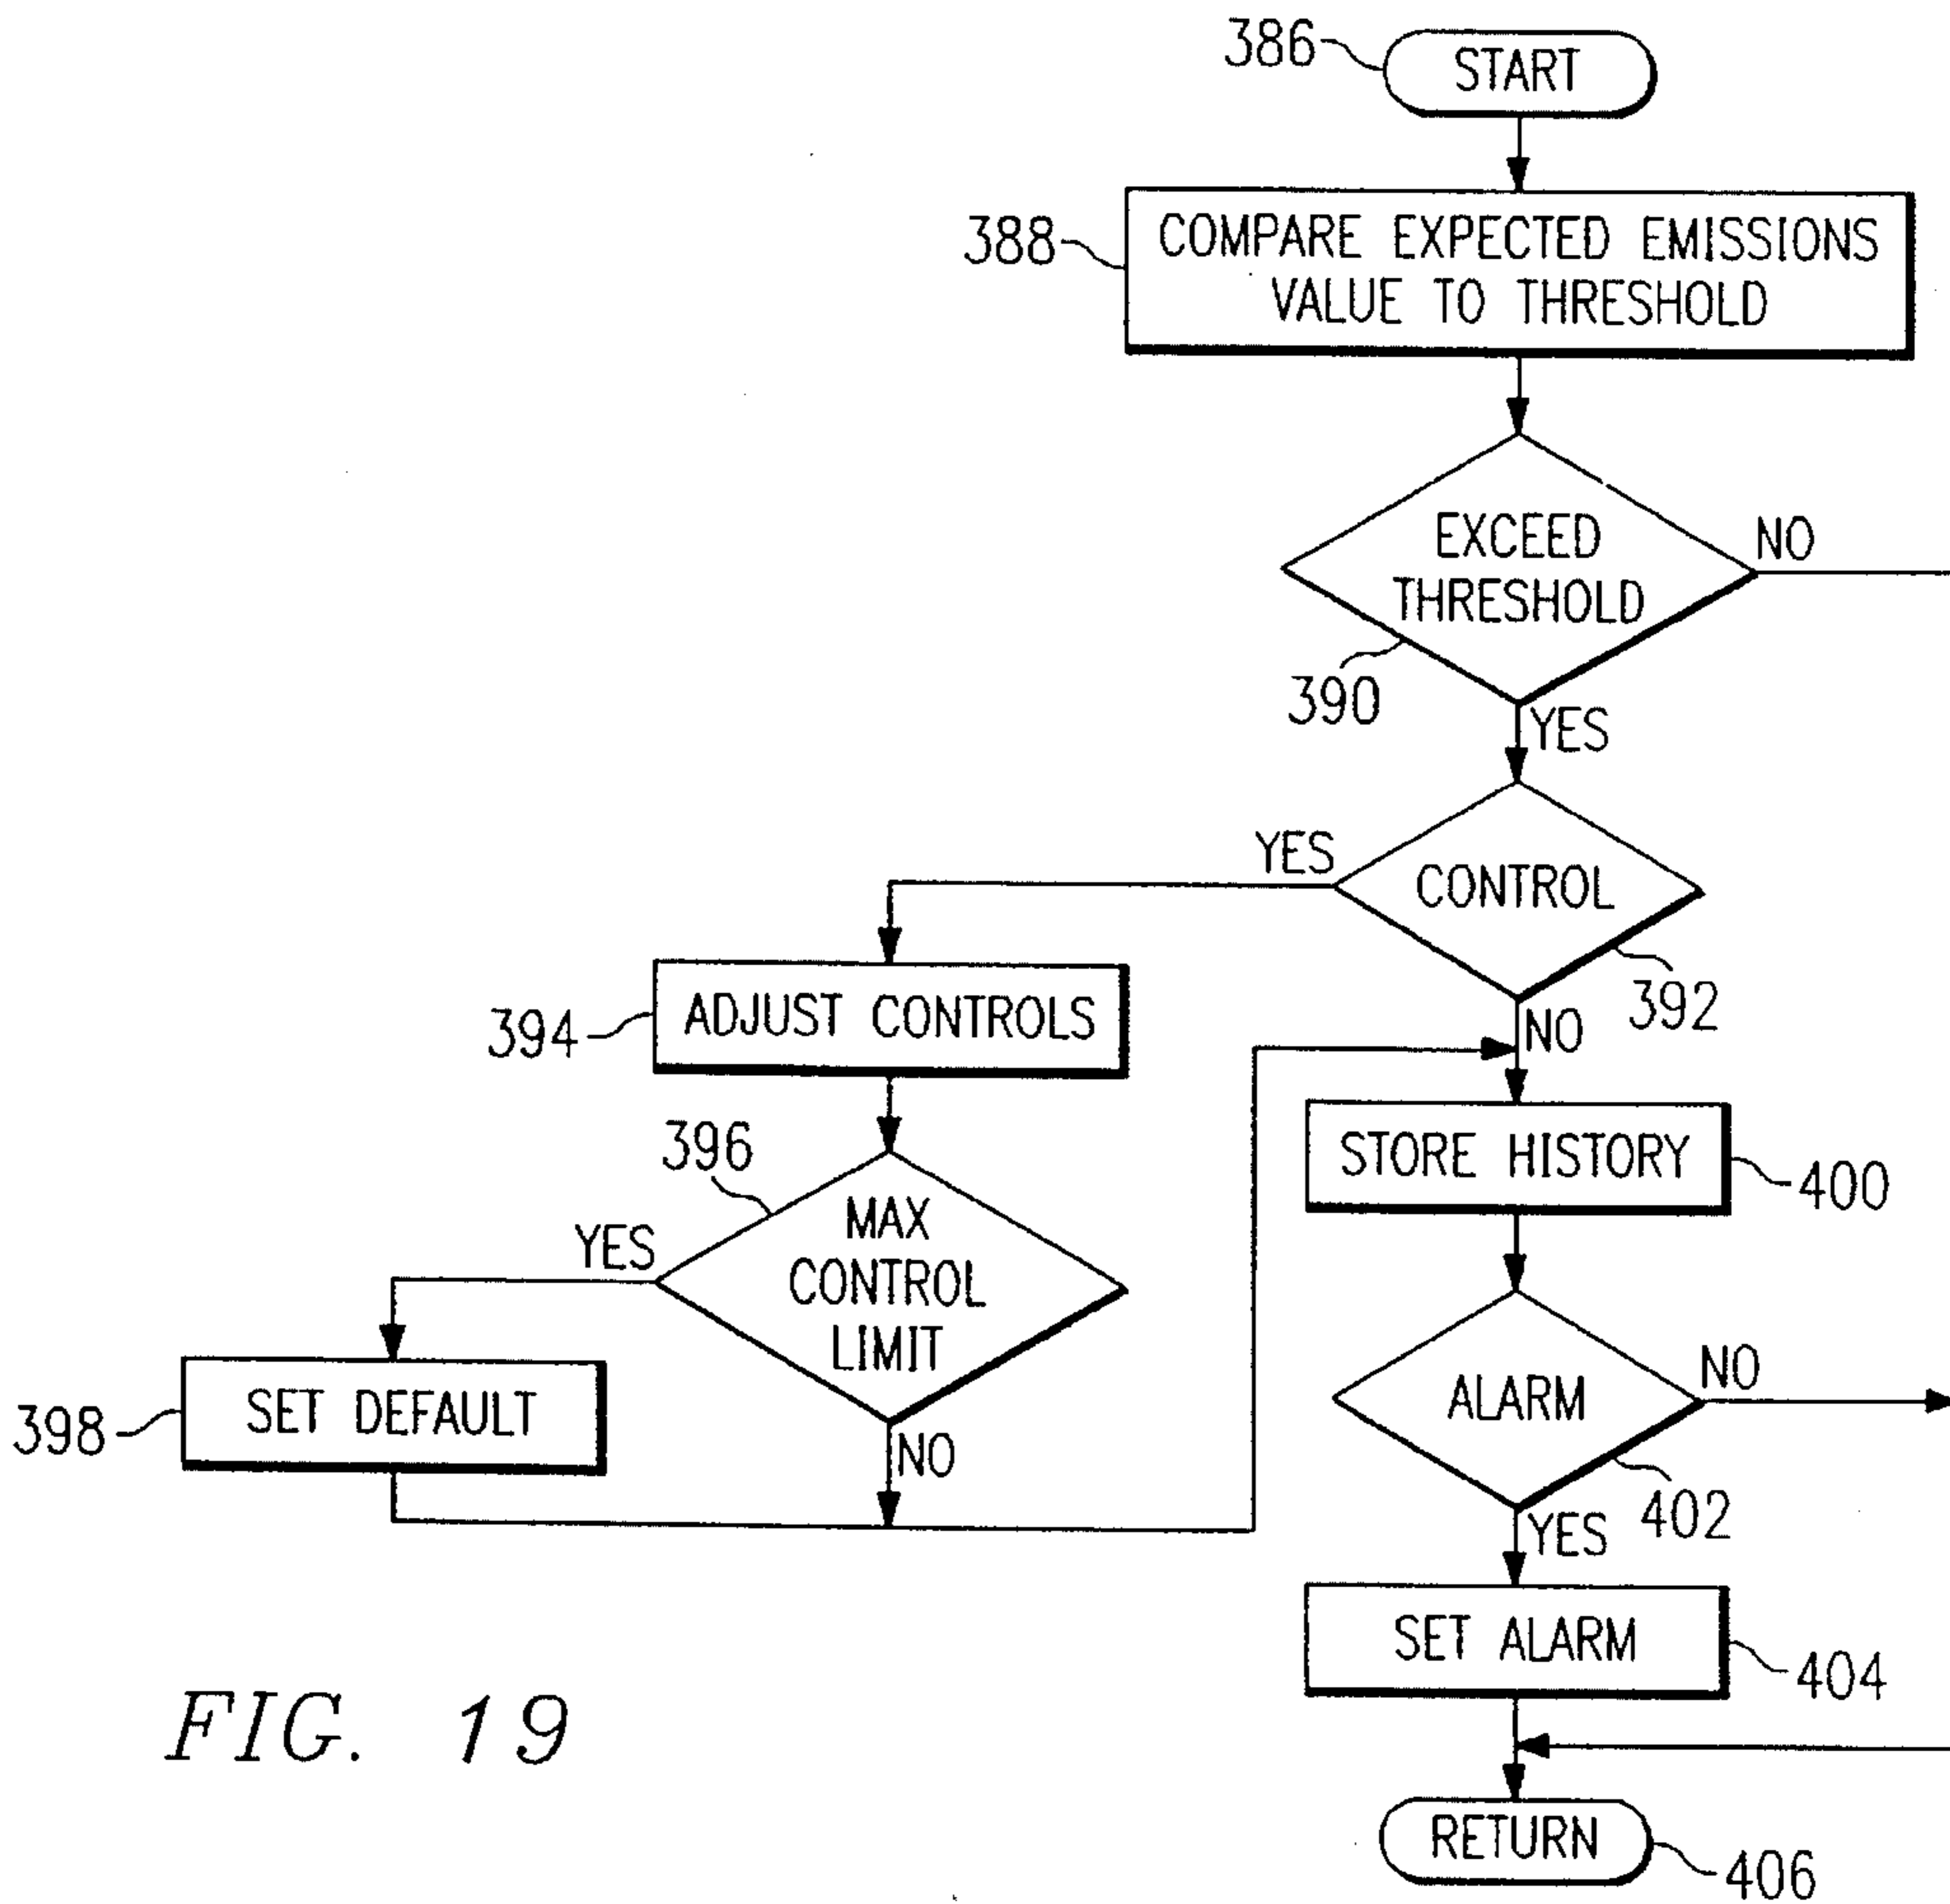 386
START
388
COMPARE EXPECTED EMISSIONS
VALUE TO THRESHOLD
EXCEED
THRESHOLD
NO
390
YES
YES
CONTROL
392
NO
394
ADJUST CONTROLS
396
STORE HISTORY
400
YES
MAX
CONTROL
LIMIT
NO
398
SET DEFAULT
NO
ALARM
402
YES
SET ALARM
404
FIG. 19
RETURN
406